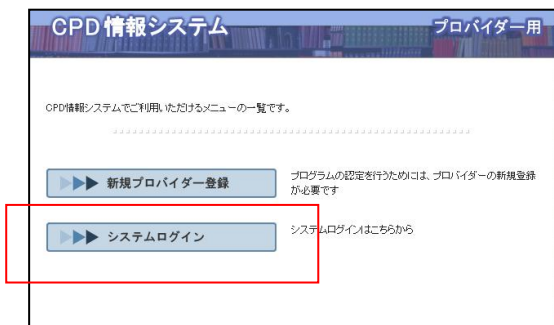 CPD情報システム
プロバイダー用
CPD情報システムでご利用いただけるメニューの一覧です。
新規プロバイダー登録
プログラムの認定を行うためには、プロバイダーの新規登録
が必要です
システムログイン
システムログインはこちらから